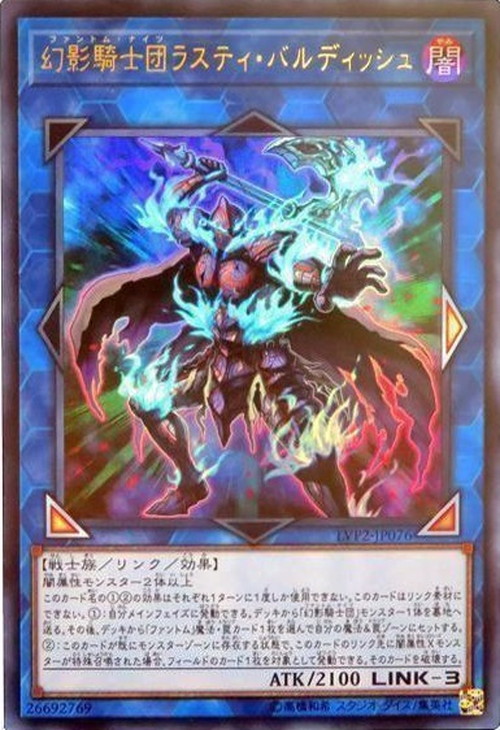 ファントム・ナイツ
幻影騎士団ラスティ・バルディッシュ
やみ
闇
LVP2-JP076
【戦士族/リンク/効果】
闇属性モンスター2体以上
このカード名の①②の効果はそれぞれ1ターンに1度しか使用できない。このカードはリンク素材に
できない。①:自分メインフェイズに発動できる。デッキから「幻影騎士団」モンスター1体を墓地へ
送る。その後、デッキから「ファントム」魔法・罠カード1枚を選んで自分の魔法&罠ゾーンにセットする。
②:このカードが既にモンスターゾーンに存在する状態で、このカードのリンク先に闇属性Xモンス
ターが特殊召喚された場合、フィールドのカード1枚を対象として発動できる。そのカードを破壊する。
ATK/2100 LINK-3
26692769
©高橋和希 スタジオ・ダイス/集英社